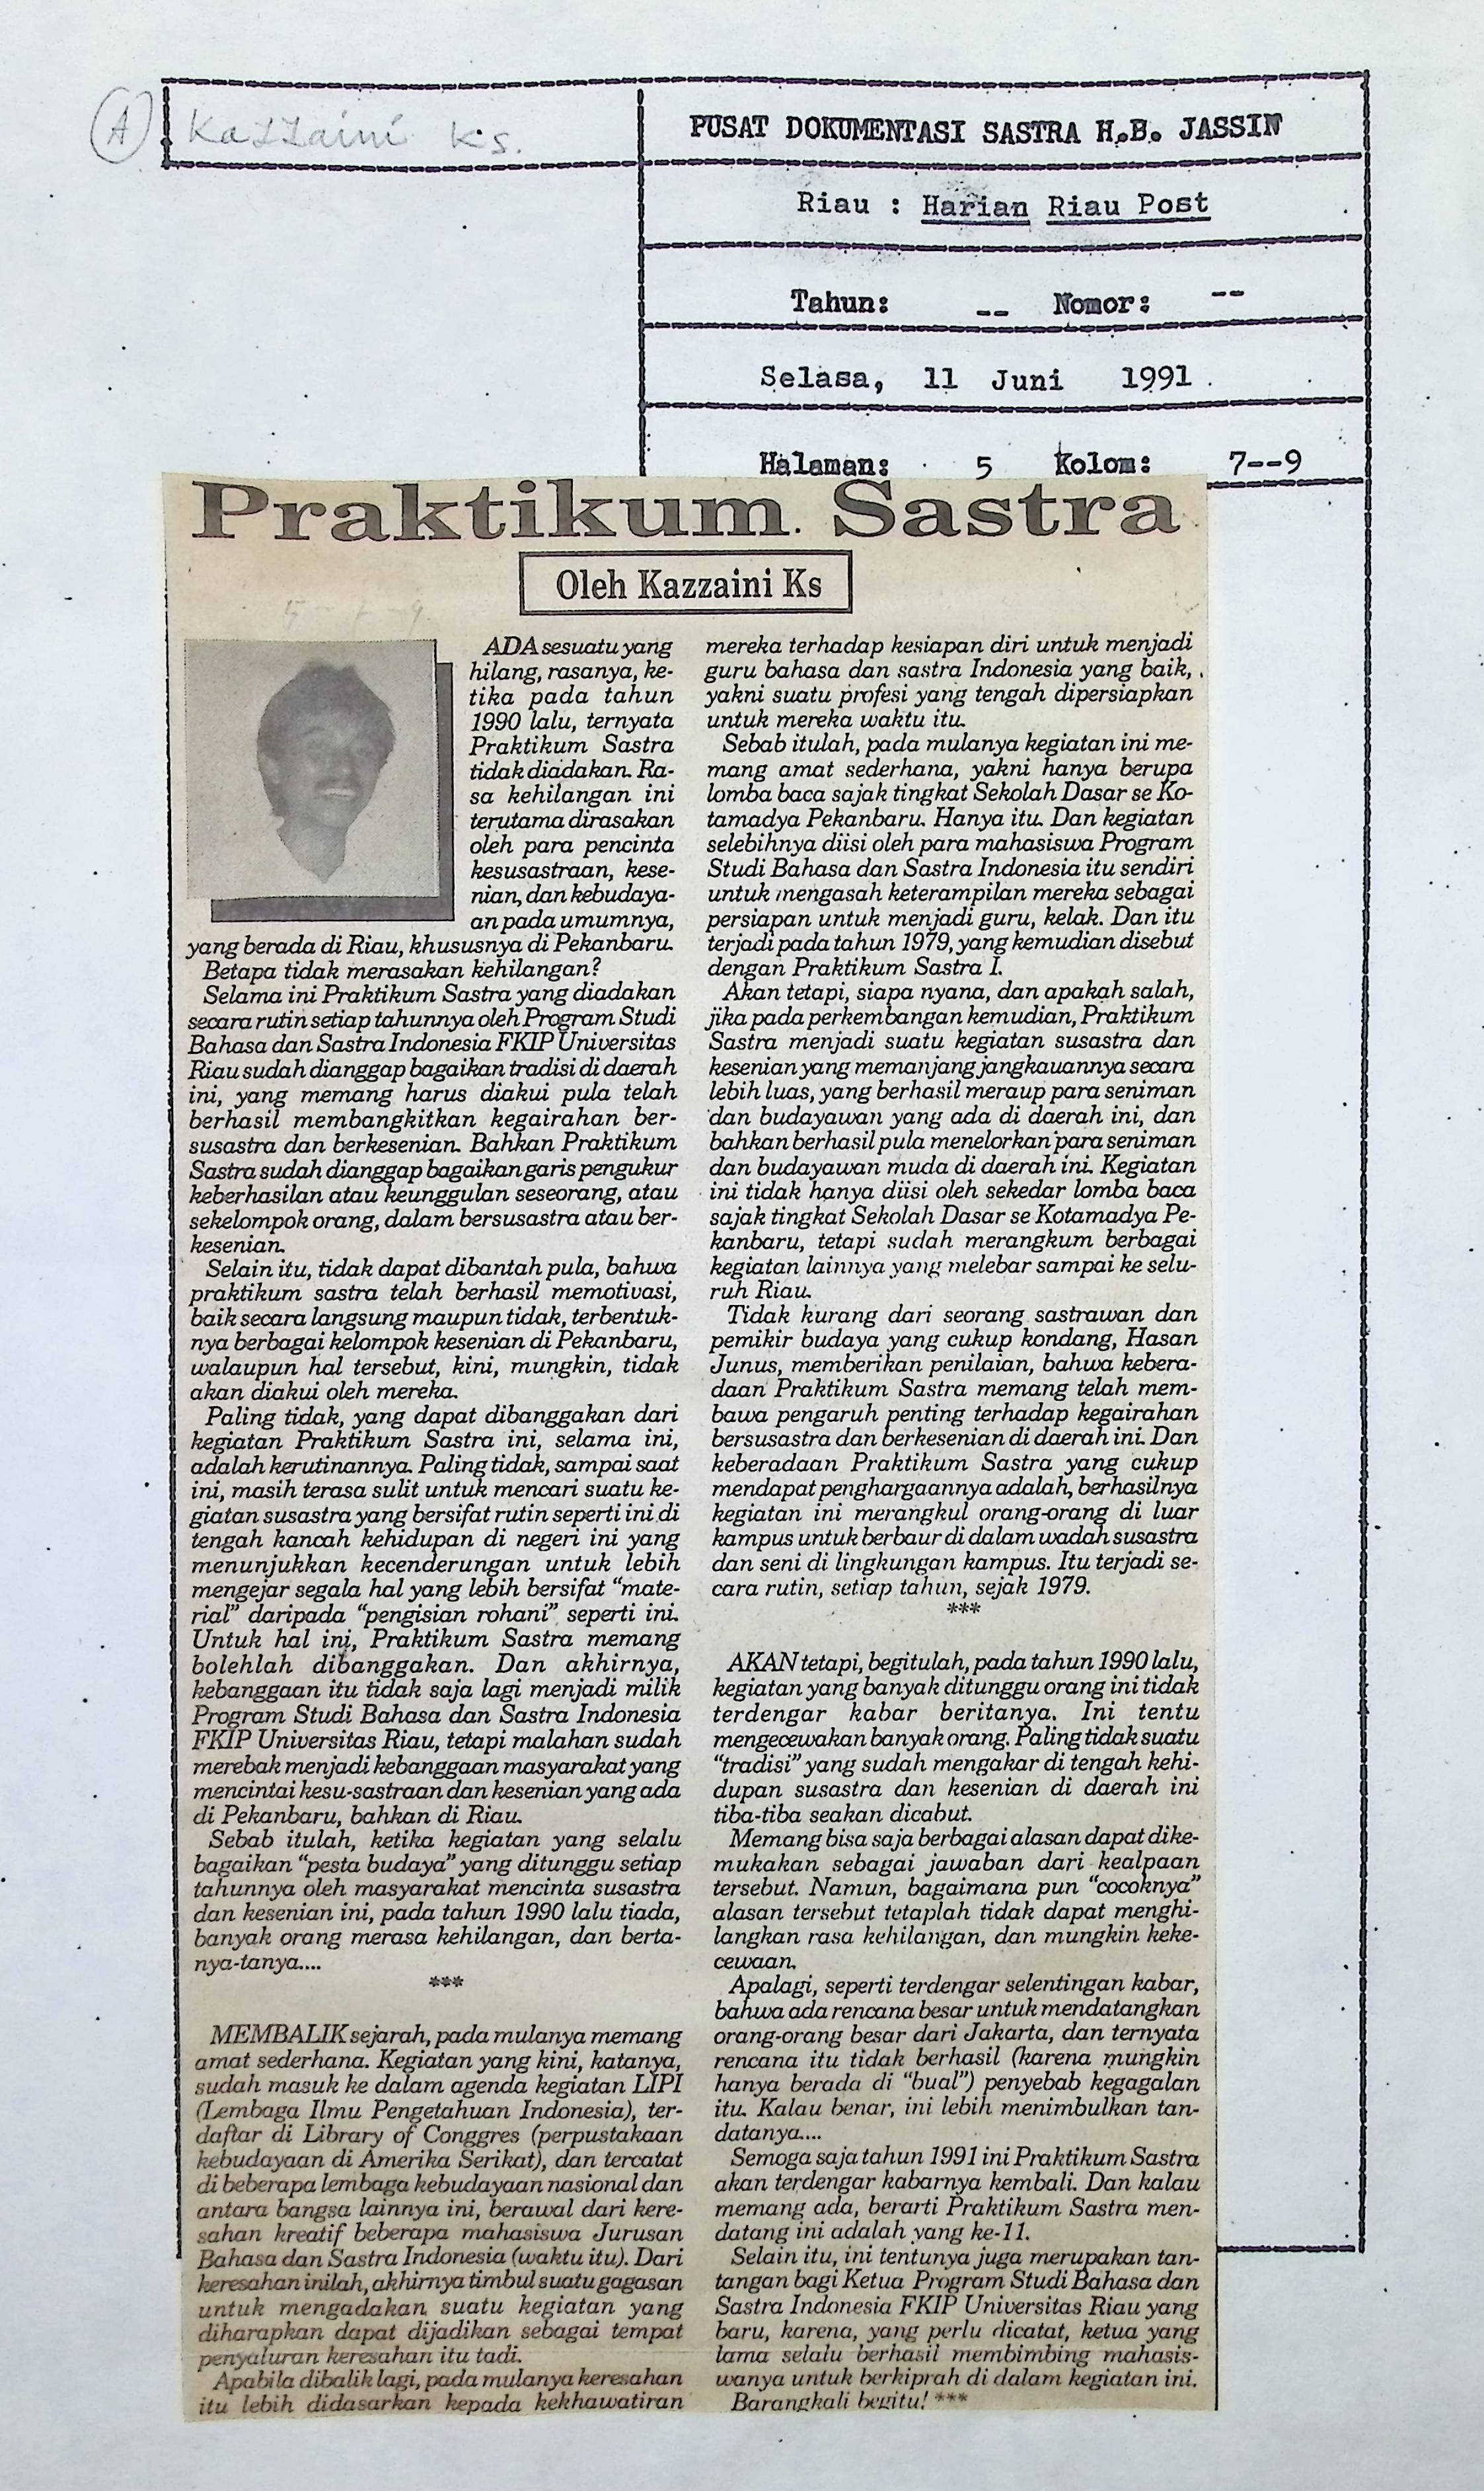 A
Kazzaini Ks.
PUSAT DOKUMENTASI SASTRA H.B. JASSIN
Riau : Harian Riau Post
Tahun: -- Nomor: --
Selasa, 11 Juni 1991.
Halaman: 5 Kolom: 7--9
Praktikum Sastra
Oleh Kazzaini Ks
ADA sesuatu yang
hilang, rasanya, ke-
tika pada tahun
1990 lalu, ternyata
Praktikum Sastra
tidak diadakan. Ra-
sa kehilangan ini
terutama dirasakan
oleh para pencinta
kesusastraan, kese-
nian, dan kebudaya-
an pada umumnya,
yang berada di Riau, khususnya di Pekanbaru.
Betapa tidak merasakan kehilangan?
Selama ini Praktikum Sastra yang diadakan
secara rutin setiap tahunnya oleh Program Studi
Bahasa dan Sastra Indonesia FKIP Universitas
Riau sudah dianggap bagaikan tradisi di daerah
ini, yang memang harus diakui pula telah
berhasil membangkitkan kegairahan ber-
susastra dan berkesenian. Bahkan Praktikum
Sastra sudah dianggap bagaikan garis pengukur
keberhasilan atau keunggulan seseorang, atau
sekelompok orang, dalam bersusastra atau ber-
kesenian.
Selain itu, tidak dapat dibantah pula, bahwa
praktikum sastra telah berhasil memotivasi,
baik secara langsung maupun tidak, terbentuk-
nya berbagai kelompok kesenian di Pekanbaru,
walaupun hal tersebut, kini, mungkin, tidak
akan diakui oleh mereka.
Paling tidak, yang dapat dibanggakan dari
kegiatan Praktikum Sastra ini, selama ini,
adalah kerutinannya. Paling tidak, sampai saat
ini, masih terasa sulit untuk mencari suatu ke-
giatan susastra yang bersifat rutin seperti ini di
tengah kancah kehidupan di negeri ini yang
menunjukkan kecenderungan untuk lebih
mengejar segala hal yang lebih bersifat “mate-
rial” daripada “pengisian rohani” seperti ini.
Untuk hal ini, Praktikum Sastra memang
bolehlah dibanggakan. Dan akhirnya,
kebanggaan itu tidak saja lagi menjadi milik
Program Studi Bahasa dan Sastra Indonesia
FKIP Universitas Riau, tetapi malahan sudah
merebak menjadi kebanggaan masyarakat yang
mencintai kesu-sastraan dan kesenian yang ada
di Pekanbaru, bahkan di Riau.
Sebab itulah, ketika kegiatan yang selalu
bagaikan “pesta budaya” yang ditunggu setiap
tahunnya oleh masyarakat mencinta susastra
dan kesenian ini, pada tahun 1990 lalu tiada,
banyak orang merasa kehilangan, dan berta-
nya-tanya....
***
MEMBALIK sejarah, pada mulanya memang
amat sederhana. Kegiatan yang kini, katanya,
sudah masuk ke dalam agenda kegiatan LIPI
(Lembaga Ilmu Pengetahuan Indonesia), ter-
daftar di Library of Conggres (perpustakaan
kebudayaan di Amerika Serikat), dan tercatat
di beberapa lembaga kebudayaan nasional dan
antara bangsa lainnya ini, berawal dari kere-
sahan kreatif beberapa mahasiswa Jurusan
Bahasa dan Sastra Indonesia (waktu itu). Dari
keresahan inilah, akhirnya timbul suatu gagasan
untuk mengadakan suatu kegiatan yang
diharapkan dapat dijadikan sebagai tempat
penyaluran keresahan itu tadi.
Apabila dibalik lagi, pada mulanya keresahan
itu lebih didasarkan kepada kekhawatiran
mereka terhadap kesiapan diri untuk menjadi
guru bahasa dan sastra Indonesia yang baik,
yakni suatu profesi yang tengah dipersiapkan
untuk mereka waktu itu.
Sebab itulah, pada mulanya kegiatan ini me-
mang amat sederhana, yakni hanya berupa
lomba baca sajak tingkat Sekolah Dasar se Ko-
tamadya Pekanbaru. Hanya itu. Dan kegiatan
selebihnya diisi oleh para mahasiswa Program
Studi Bahasa dan Sastra Indonesia itu sendiri
untuk mengasah keterampilan mereka sebagai
persiapan untuk menjadi guru, kelak. Dan itu
terjadi pada tahun 1979, yang kemudian disebut
dengan Praktikum Sastra I.
Akan tetapi, siapa nyana, dan apakah salah,
jika pada perkembangan kemudian, Praktikum
Sastra menjadi suatu kegiatan susastra dan
kesenian yang memanjang jangkauannya secara
lebih luas, yang berhasil meraup para seniman
dan budayawan yang ada di daerah ini, dan
bahkan berhasil pula menelorkan para seniman
dan budayawan muda di daerah ini. Kegiatan
ini tidak hanya diisi oleh sekedar lomba baca
sajak tingkat Sekolah Dasar se Kotamadya Pe-
kanbaru, tetapi sudah merangkum berbagai
kegiatan lainnya yang melebar sampai ke selu-
ruh Riau.
Tidak kurang dari seorang sastrawan dan
pemikir budaya yang cukup kondang, Hasan
Junus, memberikan penilaian, bahwa kebera-
daan Praktikum Sastra memang telah mem-
bawa pengaruh penting terhadap kegairahan
bersusastra dan berkesenian di daerah ini. Dan
keberadaan Praktikum Sastra yang cukup
mendapat penghargaannya adalah, berhasilnya
kegiatan ini merangkul orang-orang di luar
kampus untuk berbaur di dalam wadah susastra
dan seni di lingkungan kampus. Itu terjadi se-
cara rutin, setiap tahun, sejak 1979.
***
AKAN tetapi, begitulah, pada tahun 1990 lalu,
kegiatan yang banyak ditunggu orang ini tidak
terdengar kabar beritanya. Ini tentu
mengecewakan banyak orang. Paling tidak suatu
“tradisi” yang sudah mengakar di tengah kehi-
dupan susastra dan kesenian di daerah ini
tiba-tiba seakan dicabut.
Memang bisa saja berbagai alasan dapat dike-
mukakan sebagai jawaban dari kealpaan
tersebut. Namun, bagaimana pun “cocoknya”
alasan tersebut tetaplah tidak dapat menghi-
langkan rasa kehilangan, dan mungkin keke-
cewaan.
Apalagi, seperti terdengar selentingan kabar,
bahwa ada rencana besar untuk mendatangkan
orang-orang besar dari Jakarta, dan ternyata
rencana itu tidak berhasil (karena mungkin
hanya berada di “bual”) penyebab kegagalan
itu. Kalau benar, ini lebih menimbulkan tan-
datanya....
Semoga saja tahun 1991 ini Praktikum Sastra
akan terdengar kabarnya kembali. Dan kalau
memang ada, berarti Praktikum Sastra men-
datang ini adalah yang ke-11.
Selain itu, ini tentunya juga merupakan tan-
tangan bagi Ketua Program Studi Bahasa dan
Sastra Indonesia FKIP Universitas Riau yang
baru, karena, yang perlu dicatat, ketua yang
lama selalu berhasil membimbing mahasis-
wanya untuk berkiprah di dalam kegiatan ini.
Barangkali begitu! ***